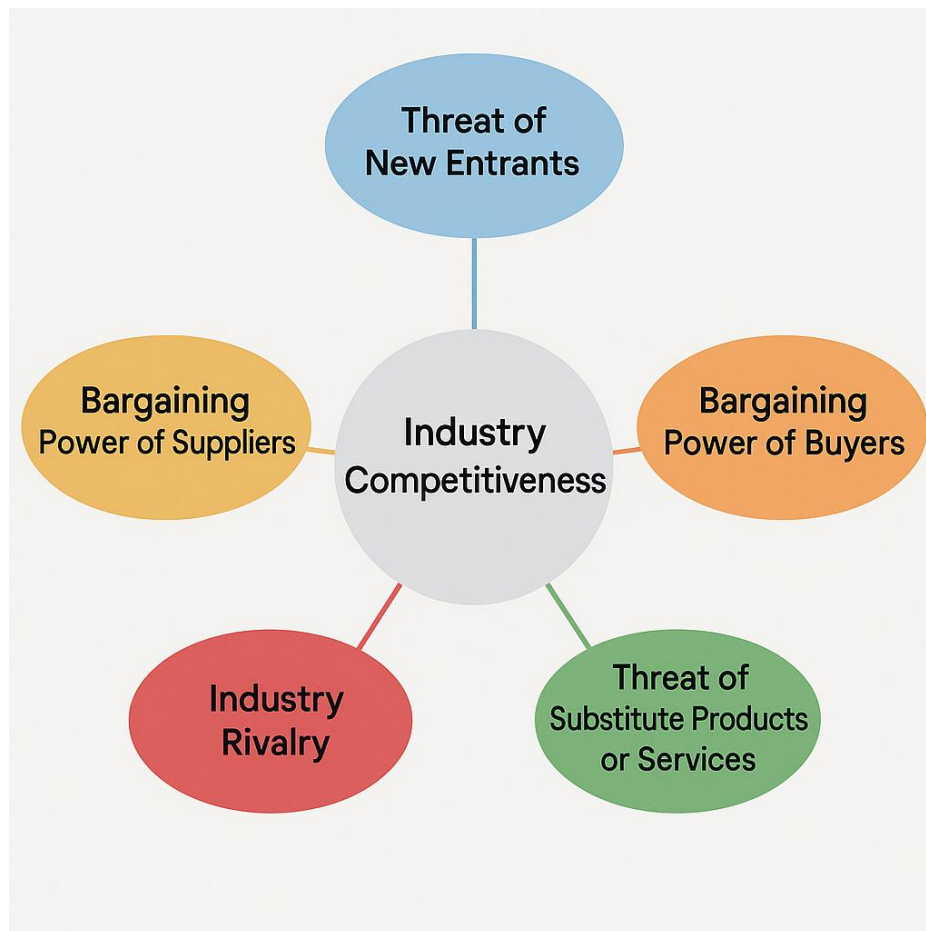 Threat of
New Entrants
Bargaining
Power of Suppliers
Industry
Competitiveness
Bargaining
Power of Buyers
Industry
Rivalry
Threat of
Substitute Products
or Services